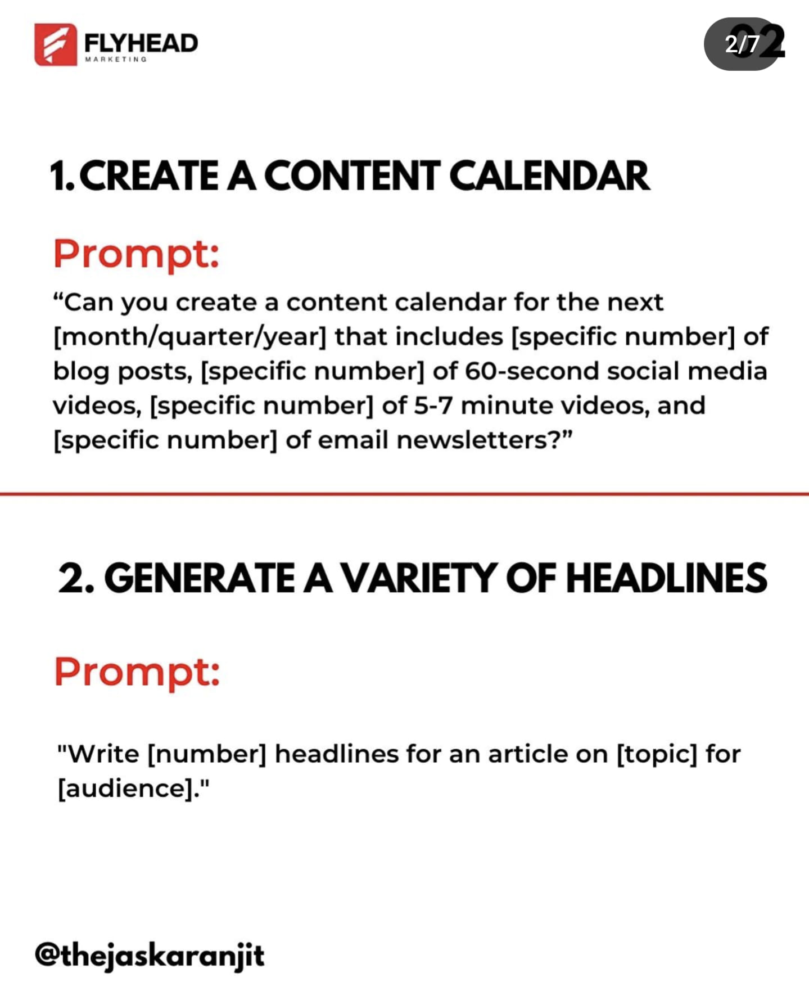 FLYHEAD
MARKETING
2/7
02
1. CREATE A CONTENT CALENDAR
Prompt:
“Can you create a content calendar for the next
[month/quarter/year] that includes [specific number] of
blog posts, [specific number] of 60-second social media
videos, [specific number] of 5-7 minute videos, and
[specific number] of email newsletters?”
2. GENERATE A VARIETY OF HEADLINES
Prompt:
"Write [number] headlines for an article on [topic] for
[audience]."
@thejaskaranjit